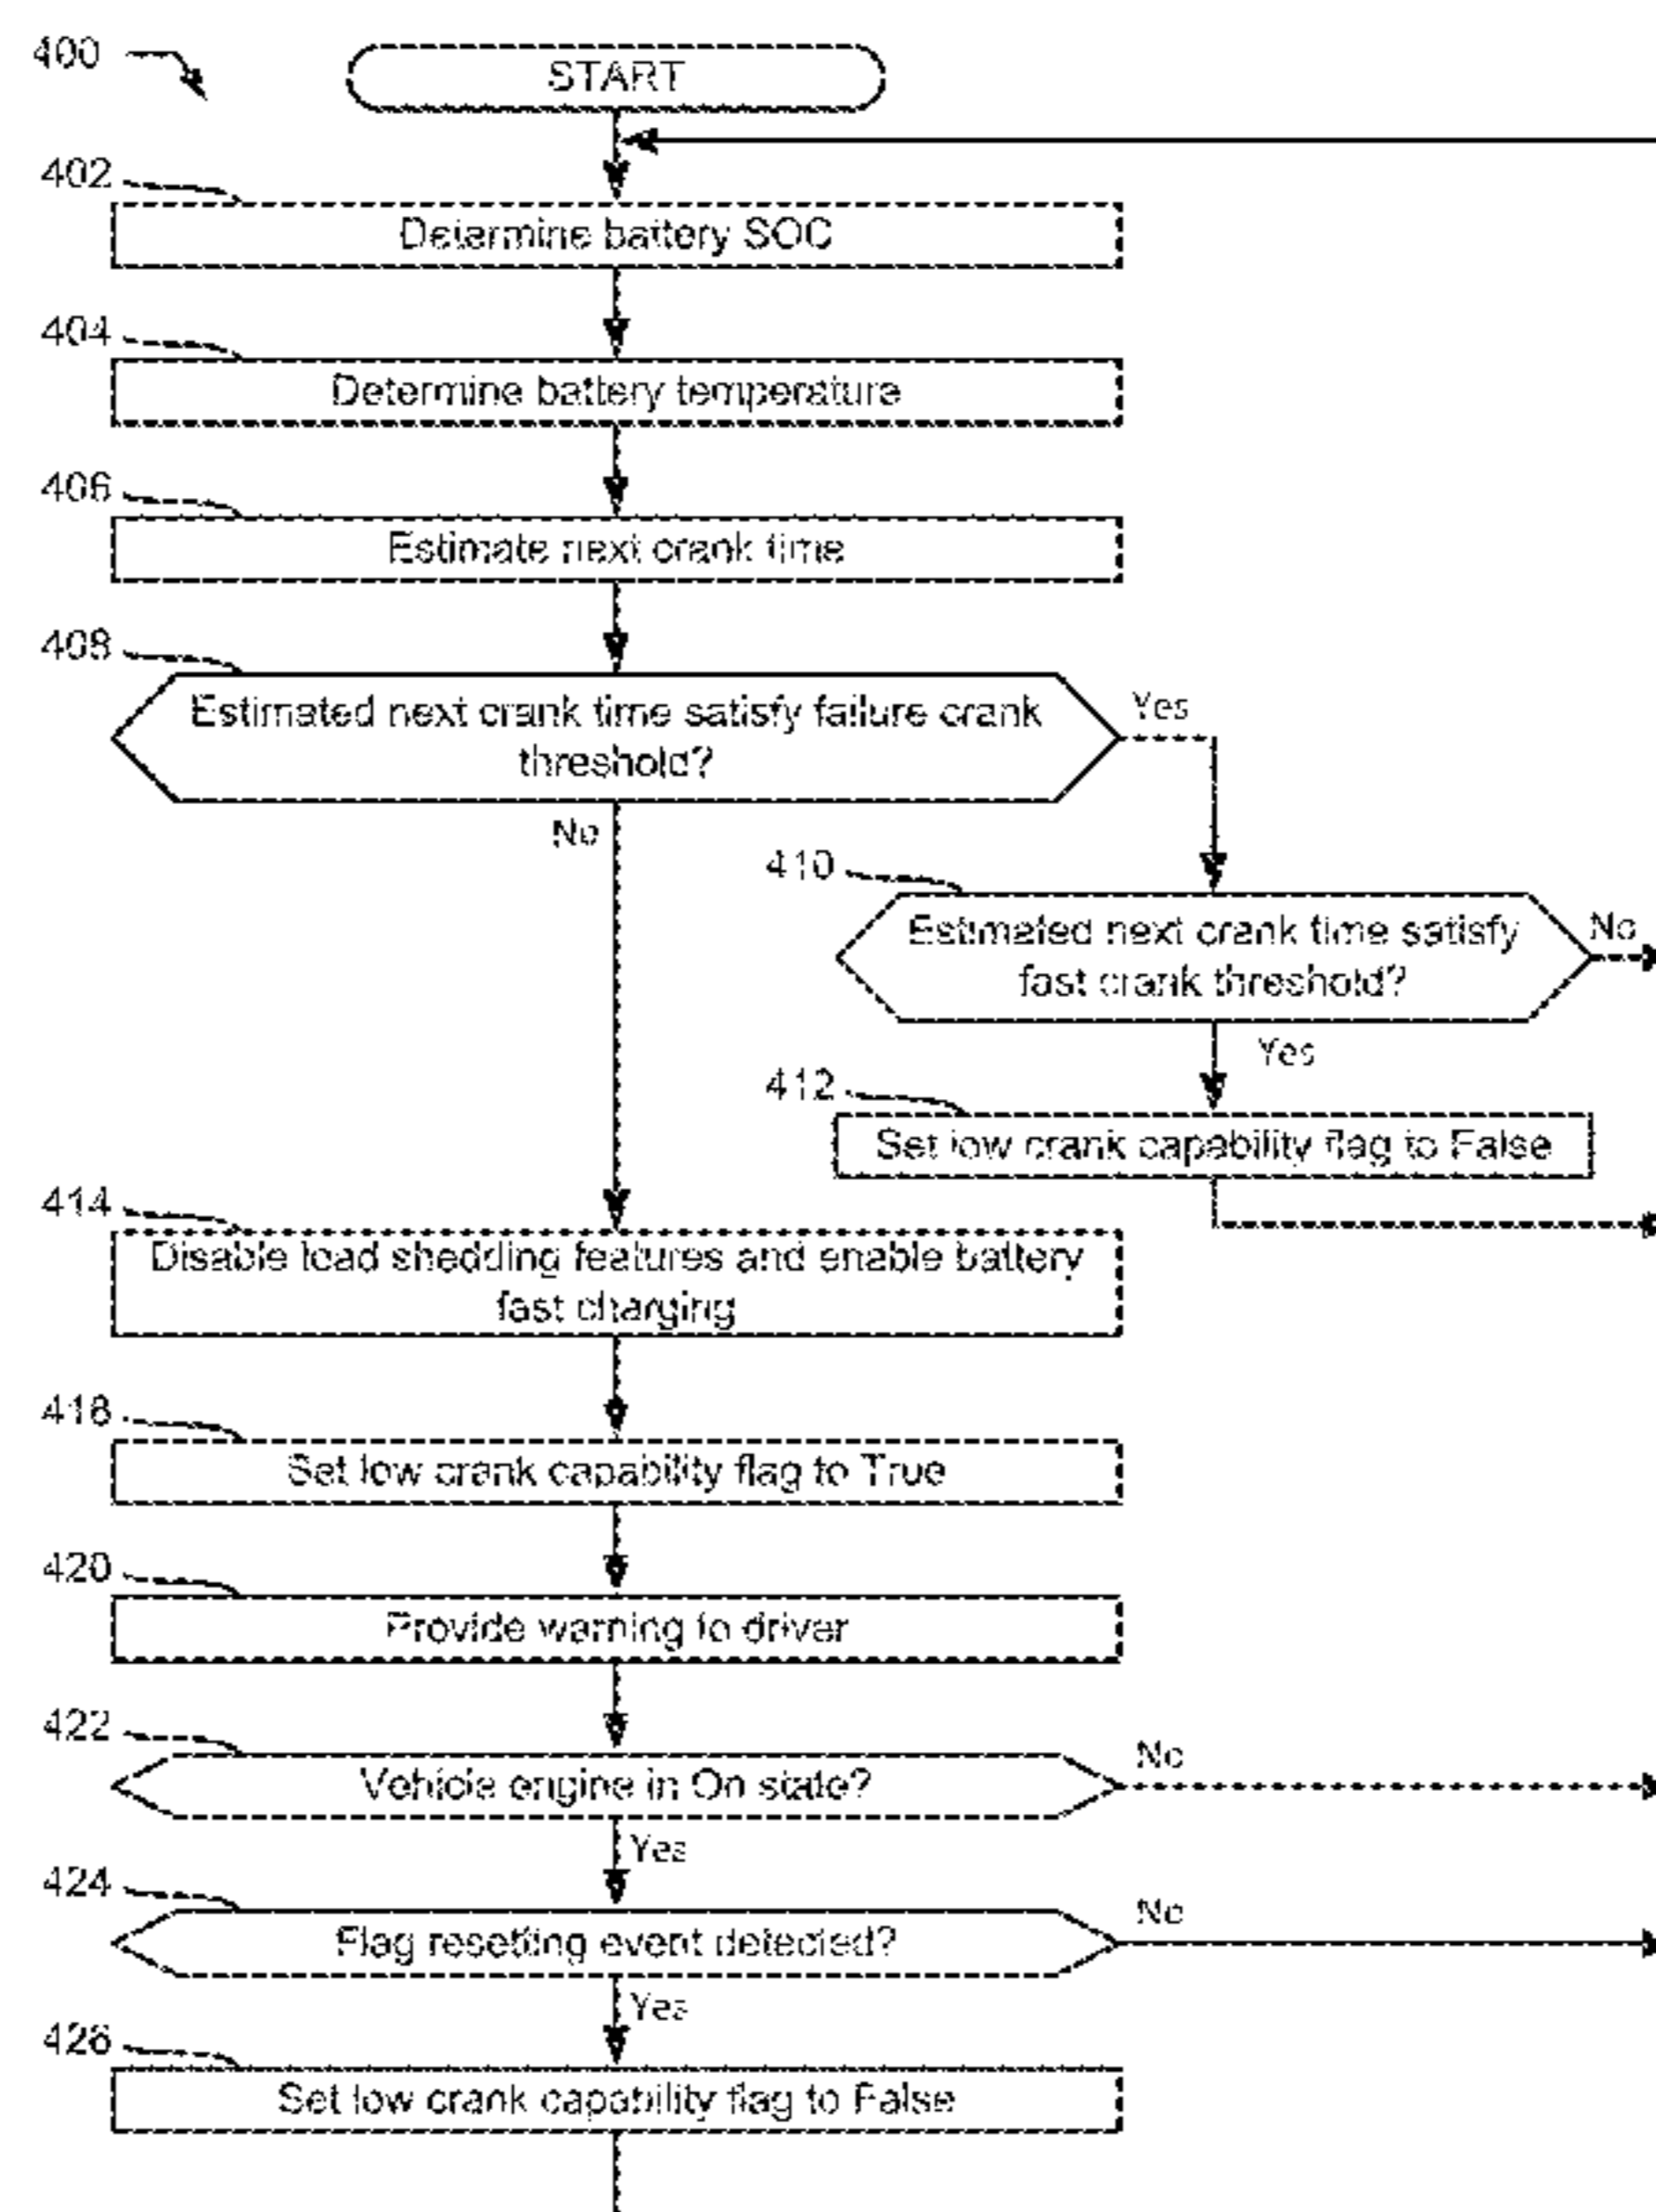 400
START
402
Determine battery SOC
404
Determine battery temperature
406
Estimate next crank time
408
Estimated next crank time satisfy failure crank
threshold?
Yes
No
410
Estimated next crank time satisfy
fast crank threshold?
No
Yes
412
Set low crank capability flag to False
414
Disable load shedding features and enable battery
fast charging
418
Set low crank capability flag to True
420
Provide warning to driver
422
Vehicle engine in On state?
No
Yes
424
Flag resetting event detected?
No
Yes
426
Set low crank capability flag to False